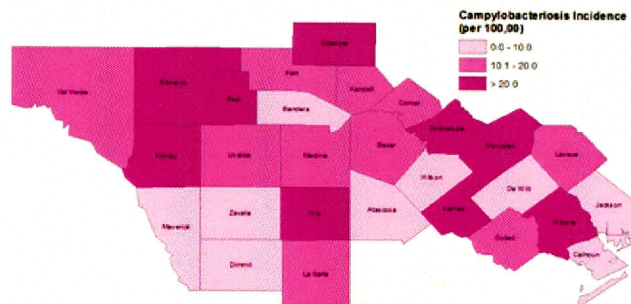 Campylobacteriosis Incidence
(per 100,00)
0.0 - 10.0
10.1 - 20.0
> 20.0
Gillespie
Val Verde
Edwards
Kerr
Real
Kendall
Bandera
Comal
Kinney
Uvalde
Medina
Bexar
Guadalupe
Gonzales
Lavaca
Wilson
De Witt
Jackson
Maverick
Zavala
Frio
Atascosa
Karnes
Goliad
Victoria
Calhoun
Dimmit
La Salle